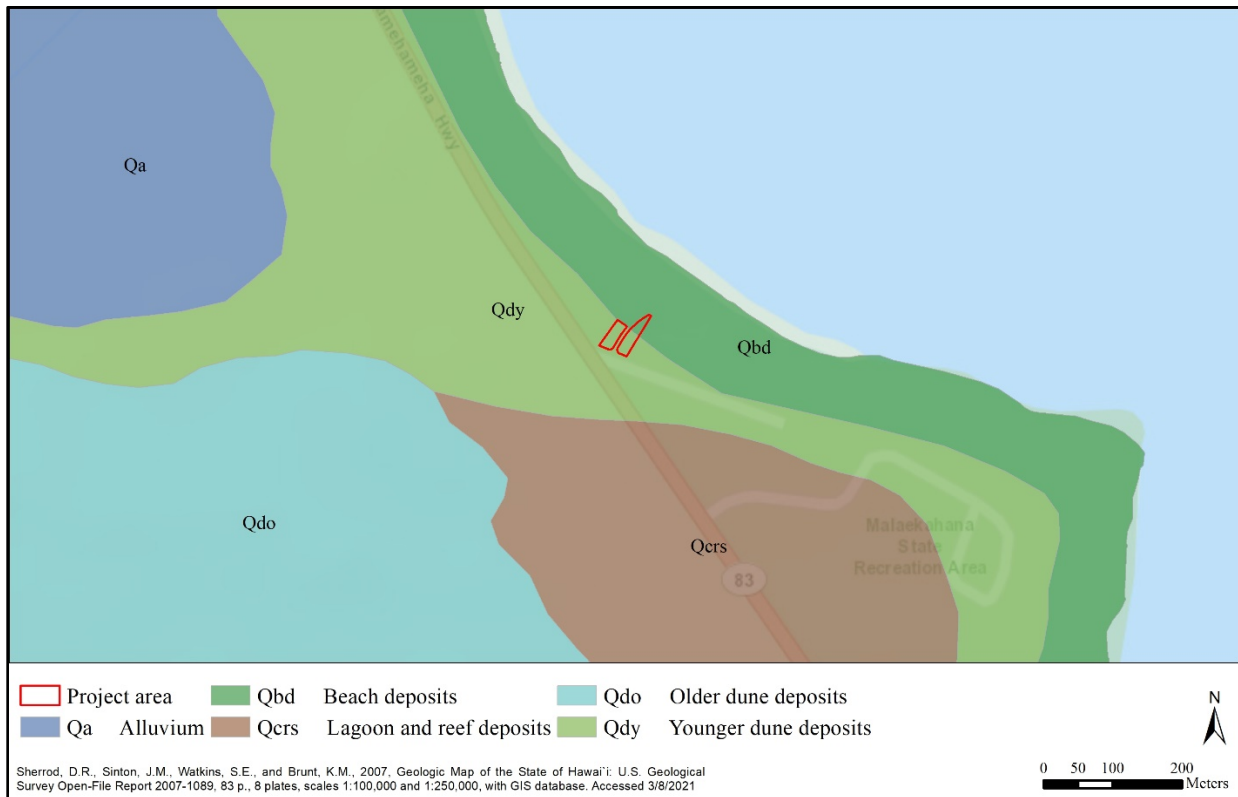 amehameha Hwy
Qa
Qdy
Qbd
Qdo
Qcrs
Malaekahana
State
Recreation Area
83
Project area
Qbd Beach deposits
Qdo Older dune deposits
Qa Alluvium
Qcrs Lagoon and reef deposits
Qdy Younger dune deposits
N
Sherrod, D.R., Sinton, J.M., Watkins, S.E., and Brunt, K.M., 2007, Geologic Map of the State of Hawai`i: U.S. Geological
Survey Open-File Report 2007-1089, 83 p., 8 plates, scales 1:100,000 and 1:250,000, with GIS database. Accessed 3/8/2021
0 50 100 200
Meters